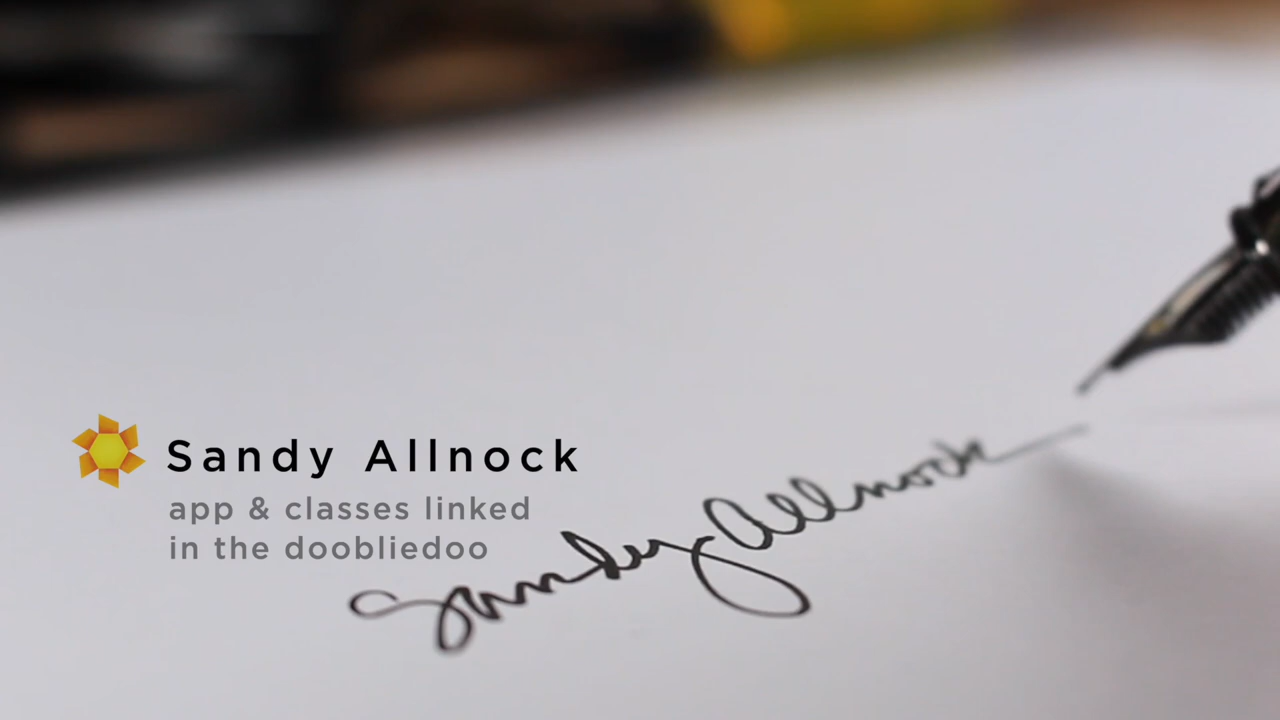 Sandy Allnock
app & classes linked
in the doobliedoo
Sandy Allnock